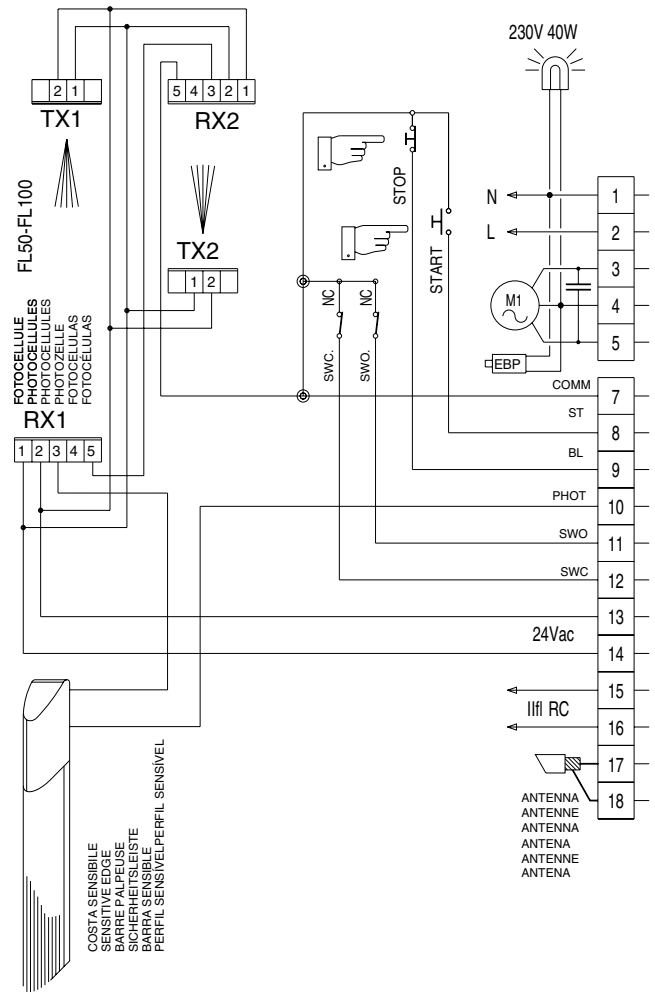 230V 40W
2 1
TX1
5 4 3 2 1
RX2
FL50-FL100
TX2
1 2
STOP
START
NC
NC
SWC.
SWO.
N
L
M1
EBP
1
2
3
4
5
FOTOCELLULE
PHOTOCELLULES
PHOTOCELLULES
PHOTOZELLE
FOTOCELULAS
FOTOCÉLULAS
RX1
1 2 3 4 5
COMM
7
ST
8
BL
9
PHOT
10
SWO
11
SWC
12
13
24Vac
14
15
IIfl RC
16
17
18
ANTENNA
ANTENNE
ANTENNA
ANTENA
ANTENNE
ANTENA
COSTA SENSIBILE
SENSITIVE EDGE
BARRE PALPEUSE
SICHERHEITSLEISTE
BARRA SENSIBLE
PERFIL SENSÍVELPERFIL SENSÍVEL